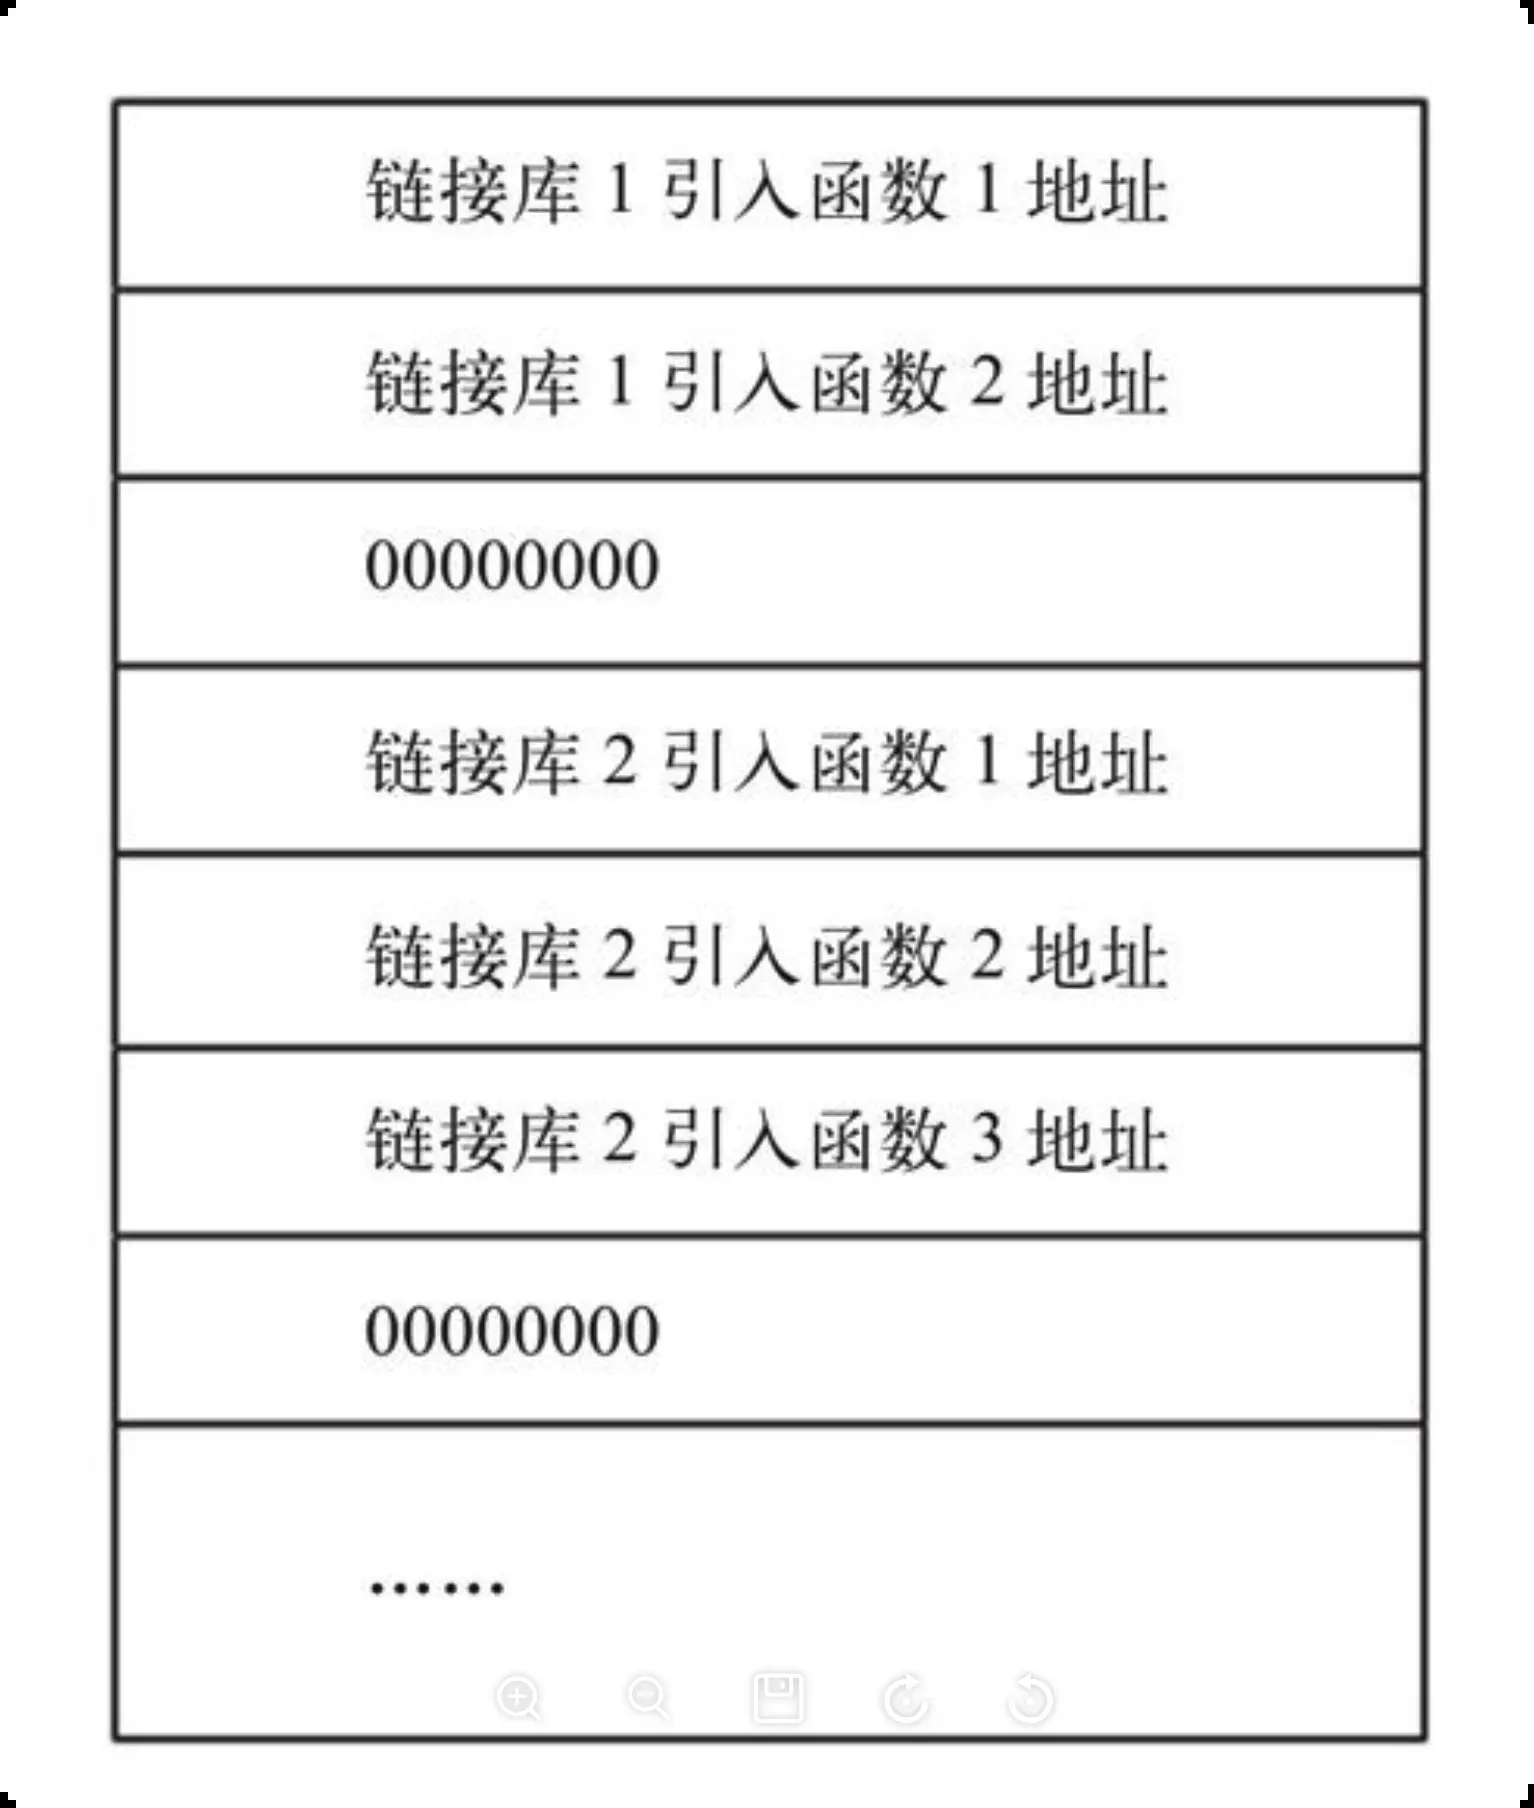 链接库 1 引入函数 1 地址
链接库 1 引入函数 2 地址
00000000
链接库 2 引入函数 1 地址
链接库 2 引入函数 2 地址
链接库 2 引入函数 3 地址
00000000
……